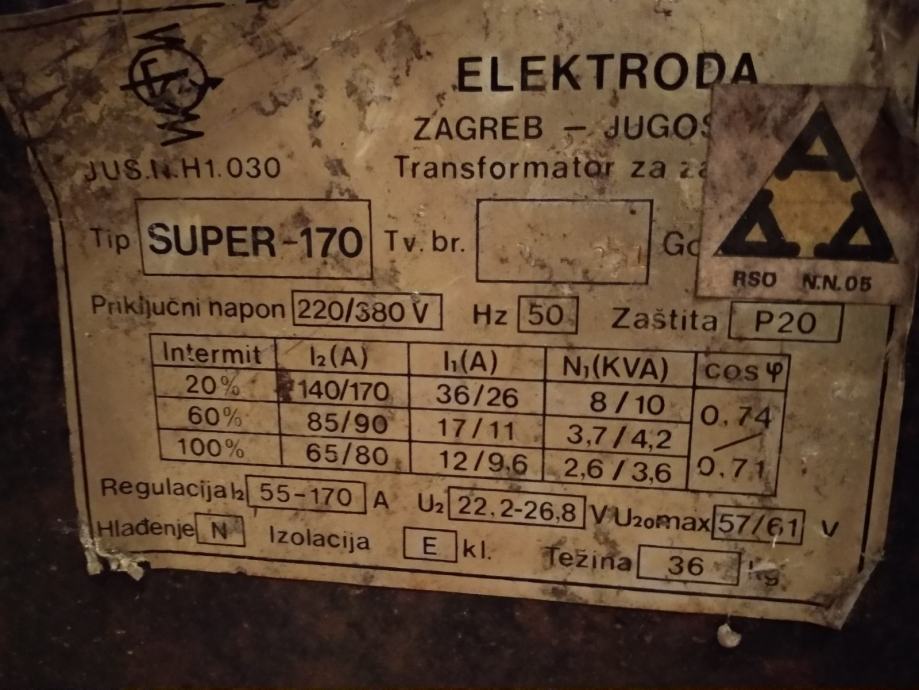 ELEKTRODA
ZAGREB – JUGOS
JUS.N.H1.030
Transformator za za
Tip SUPER-170 Tv. br. Go
RSO N.N.05
Priključni napon 220/380 V Hz 50 Zaštita P20
Intermit I₂(A) I₁(A) N₁(KVA) cos φ
20% 140/170 36/26 8/10 0,74
60% 85/90 17/11 3,7/4,2
100% 65/80 12/9,6 2,6/3,6 0.71
Regulacija I₂ 55-170 A U₂ 22,2-26,8 V U₂₀max 57/61 V
Hlađenje N Izolacija E kl. Težina 36 kg